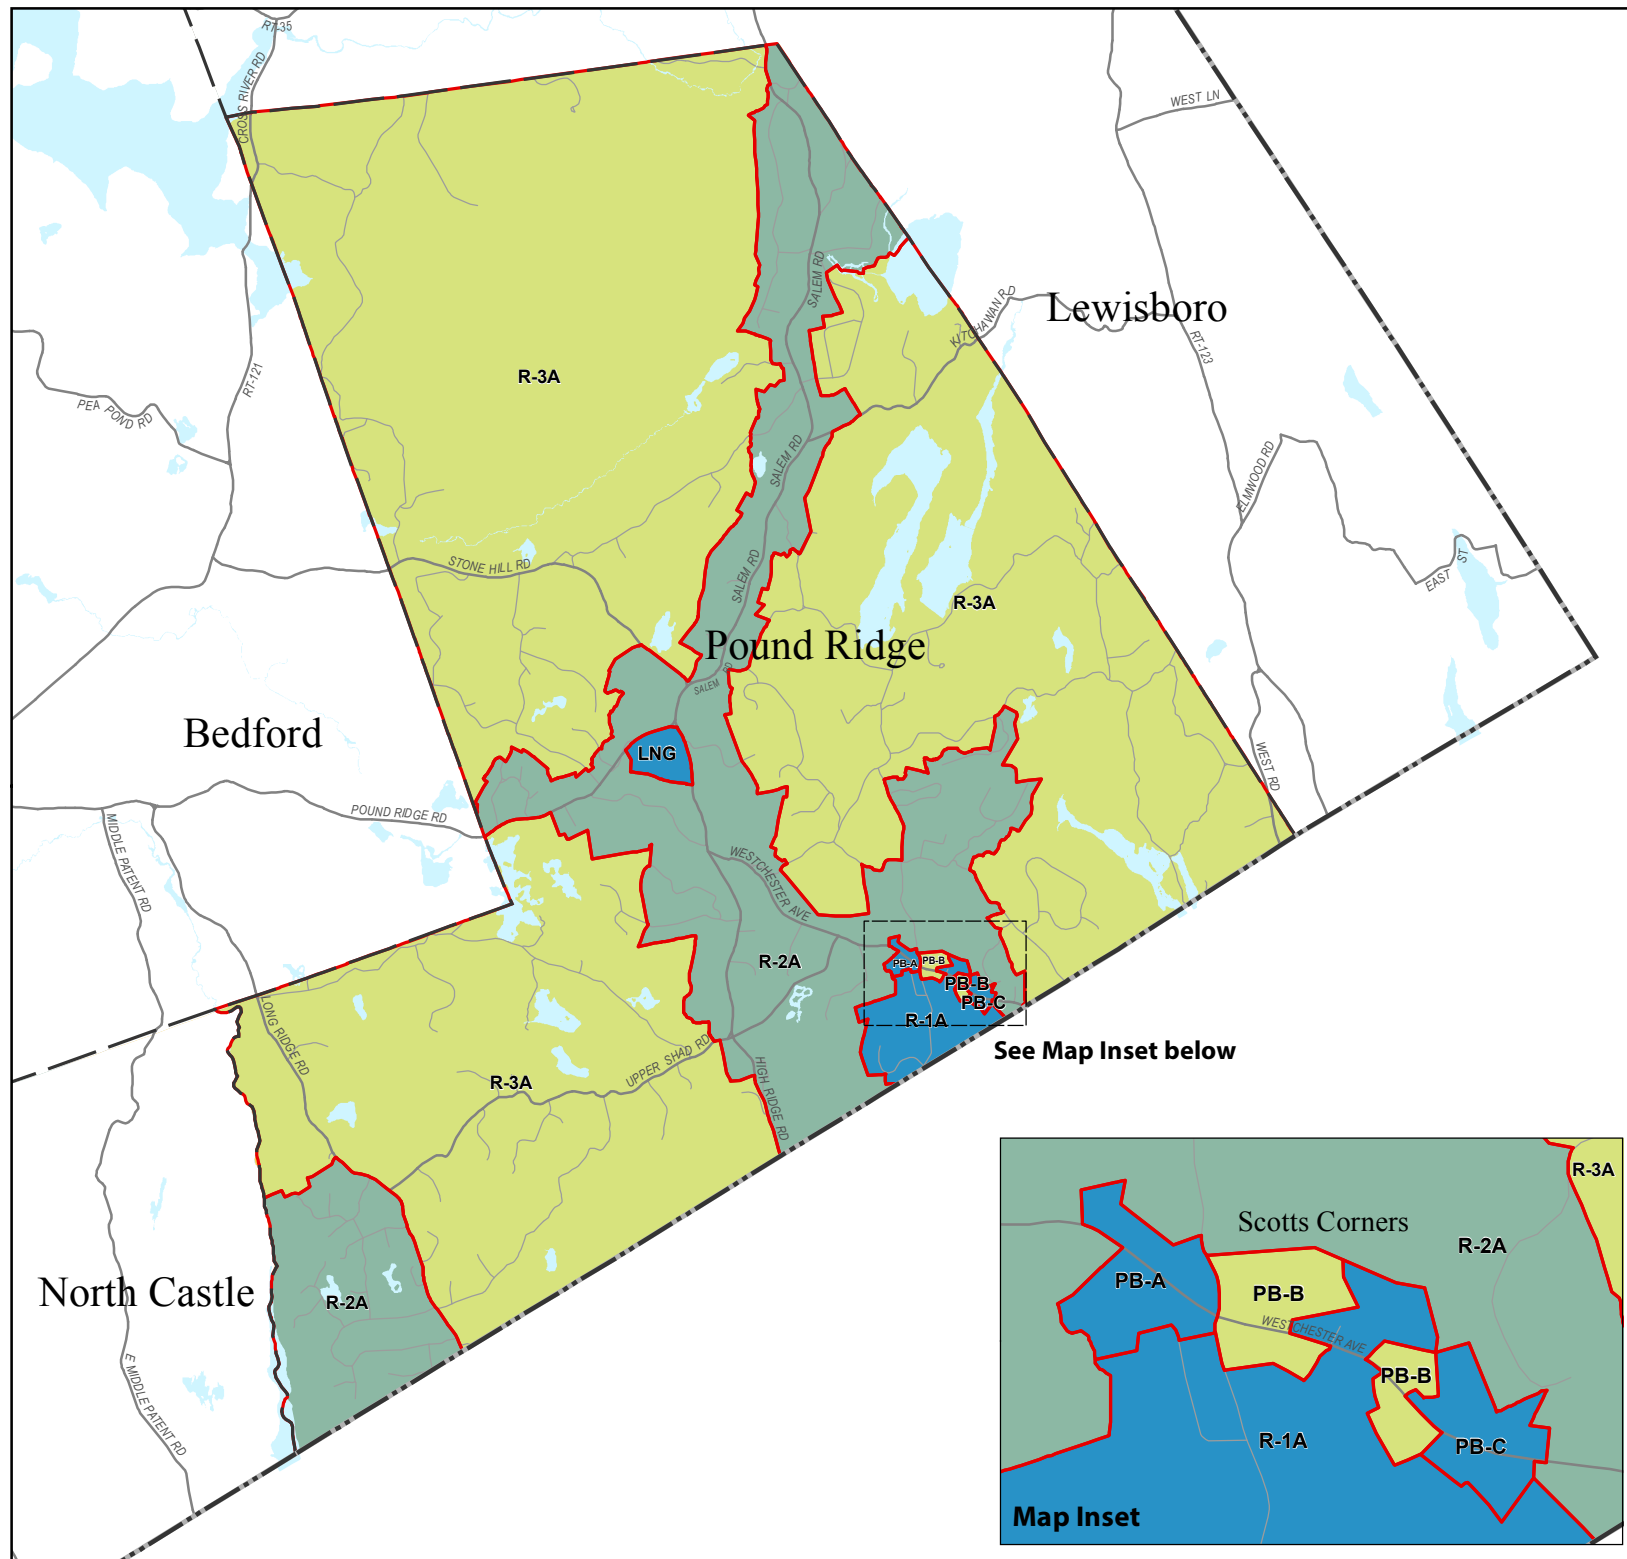 RT-35
CROSS RIVER RD
WEST LN
SALEM RD
KITCHAWAN RD
Lewisboro
RT-123
RT-121
R-3A
PEA POND RD
SALEM RD
ELMWOOD RD
STONE HILL RD
SALEM RD
EAST ST
R-3A
Pound Ridge
SALEM RD
Bedford
LNG
WEST RD
POUND RIDGE RD
MIDDLE PATENT RD
WESTCHESTER AVE
R-2A
PB-A
PB-B
PB-B
PB-C
R-1A
LONG RIDGE RD
See Map Inset below
UPPER SHAD RD
R-3A
HIGH RIDGE RD
North Castle
R-2A
E MIDDLE PATENT RD
R-3A
Scotts Corners
R-2A
PB-A
PB-B
WESTCHESTER AVE
PB-B
R-1A
PB-C
Map Inset